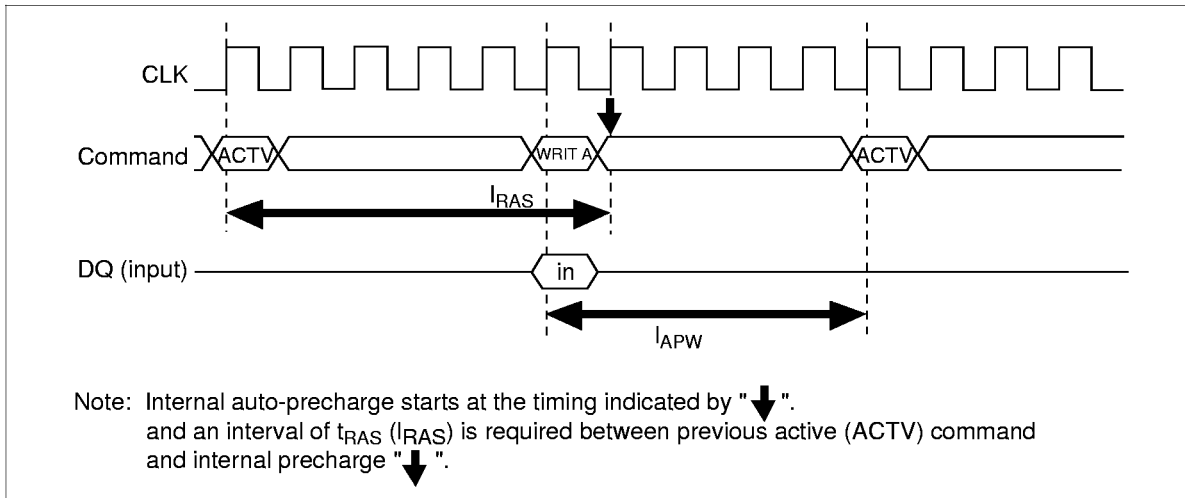 CLK
Command ACTV WRIT A ACTV
lRAS
DQ (input) in
lAPW
Note: Internal auto-precharge starts at the timing indicated by " ".
and an interval of tRAS (lRAS) is required between previous active (ACTV) command
and internal precharge " ".